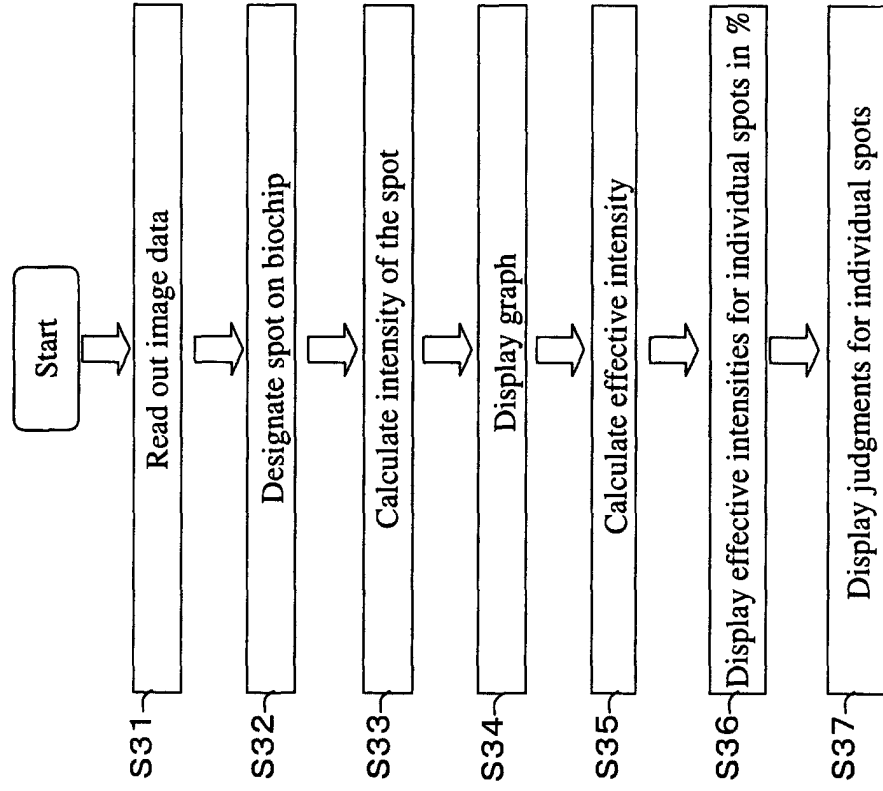 Start
S31
Read out image data
S32
Designate spot on biochip
S33
Calculate intensity of the spot
S34
Display graph
S35
Calculate effective intensity
S36
Display effective intensities for individual spots in %
S37
Display judgments for individual spots